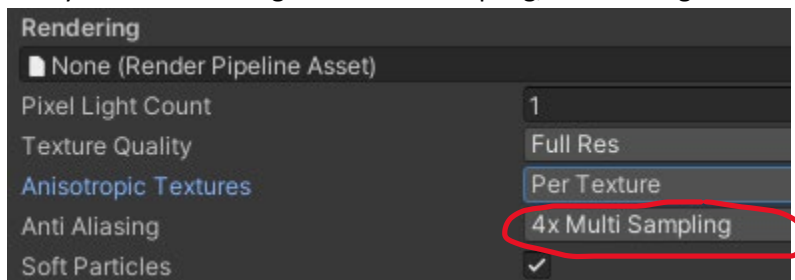 Rendering
None (Render Pipeline Asset)
Pixel Light Count 1
Texture Quality Full Res
Anisotropic Textures Per Texture
Anti Aliasing 4x Multi Sampling
Soft Particles